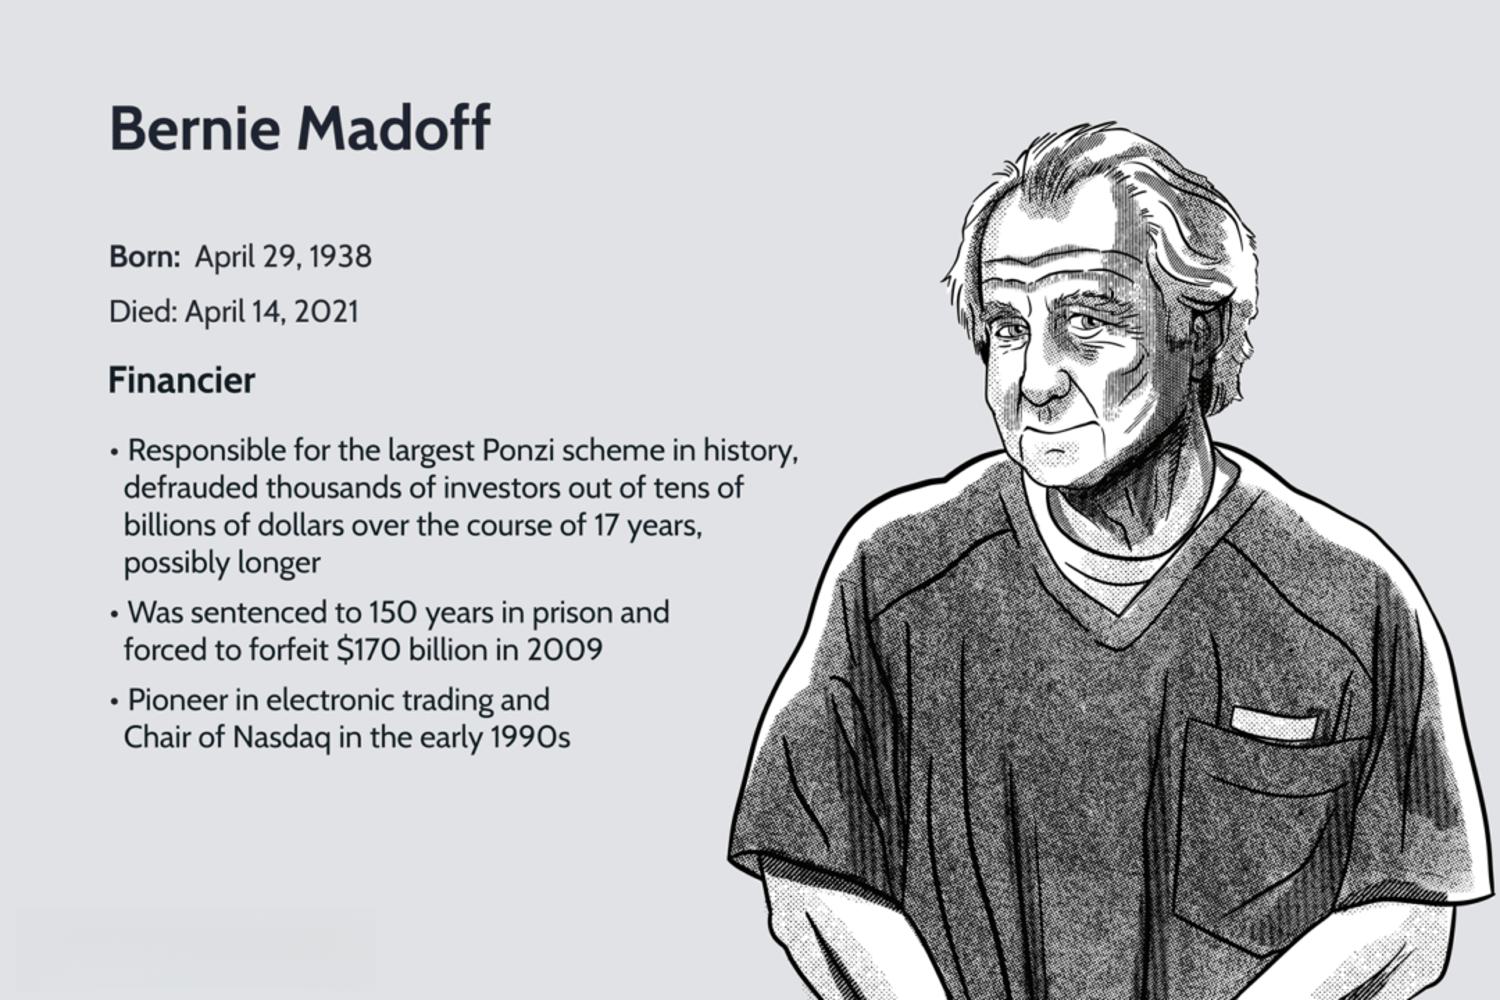 Bernie Madoff
Born: April 29, 1938
Died: April 14, 2021
Financier
• Responsible for the largest Ponzi scheme in history,
defrauded thousands of investors out of tens of
billions of dollars over the course of 17 years,
possibly longer
• Was sentenced to 150 years in prison and
forced to forfeit $170 billion in 2009
• Pioneer in electronic trading and
Chair of Nasdaq in the early 1990s